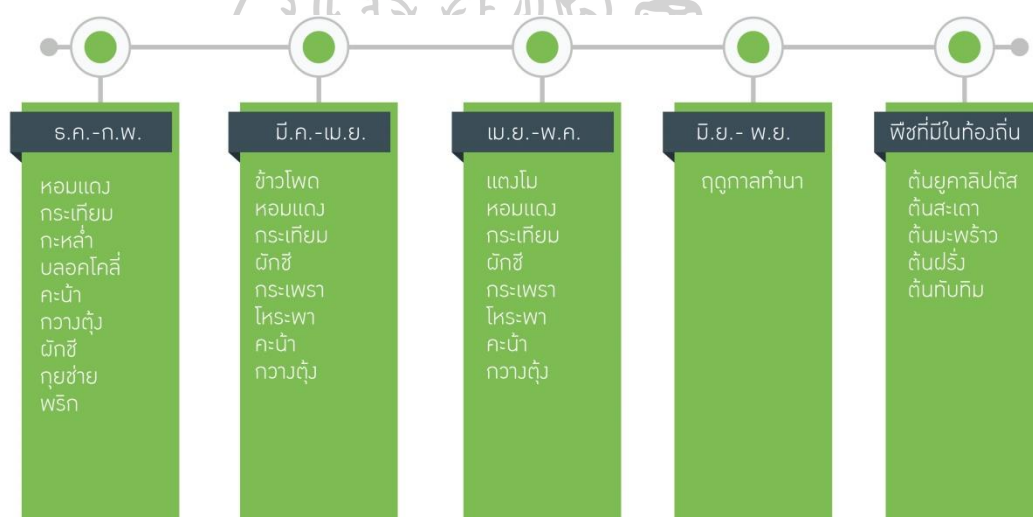 ธ.ค.-ก.พ.
หอมแดง
กระเทียม
กะหล่ำ
บลอคโคลี่
คะน้า
กวางตุ้ง
ผักชี
กุยช่าย
พริก
มี.ค.-เม.ย.
ข้าวโพด
หอมแดง
กระเทียม
ผักชี
กระเพรา
โหระพา
คะน้า
กวางตุ้ง
เม.ย.-พ.ค.
แตงโม
หอมแดง
กระเทียม
ผักชี
กระเพรา
โหระพา
คะน้า
กวางตุ้ง
มิ.ย.- พ.ย.
ฤดูกาลทำนา
พืชที่มีในท้องถิ่น
ต้นยูคาลิปตัส
ต้นสะเดา
ต้นมะพร้าว
ต้นฝรั่ง
ต้นทับทิม